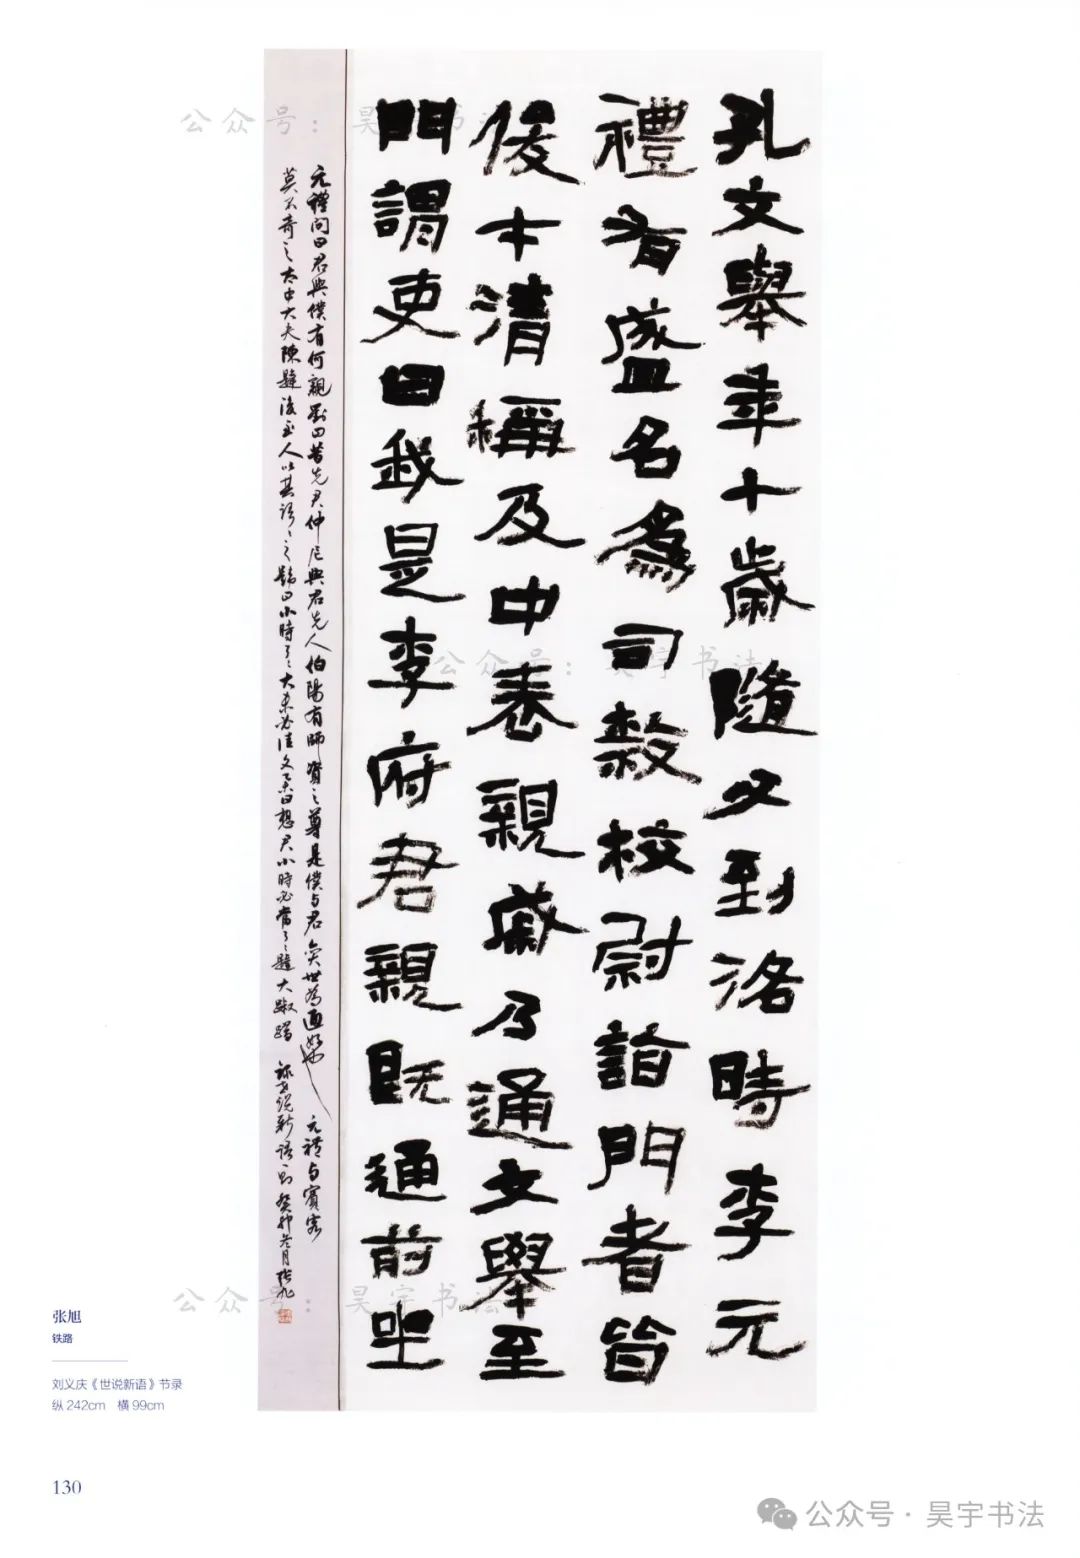 孔文舉年十歲隨父到洛時李元
禮有盛名為司隸校尉詣門者皆
俊才清稱及中表親戚乃通文舉至
門謂吏曰我是李府君親既通前坐
元禮問曰君與僕有何親對曰昔先君仲尼與君先人伯陽有師資之尊是僕与君奕世為通好也元禮与賓客
莫不奇之太中大夫陳韙後至人以其語語之韙曰小時了了大未必佳文舉曰想君小時必當了了韙大踧踖 錄世說新語一則 癸卯 月 张旭
张旭
铁路
刘义庆《世说新语》节录
纵 242cm 横 99cm
130
公众号：昊宇书法
公众号：昊宇书法
公众号：昊宇书法
公众号·昊宇书法